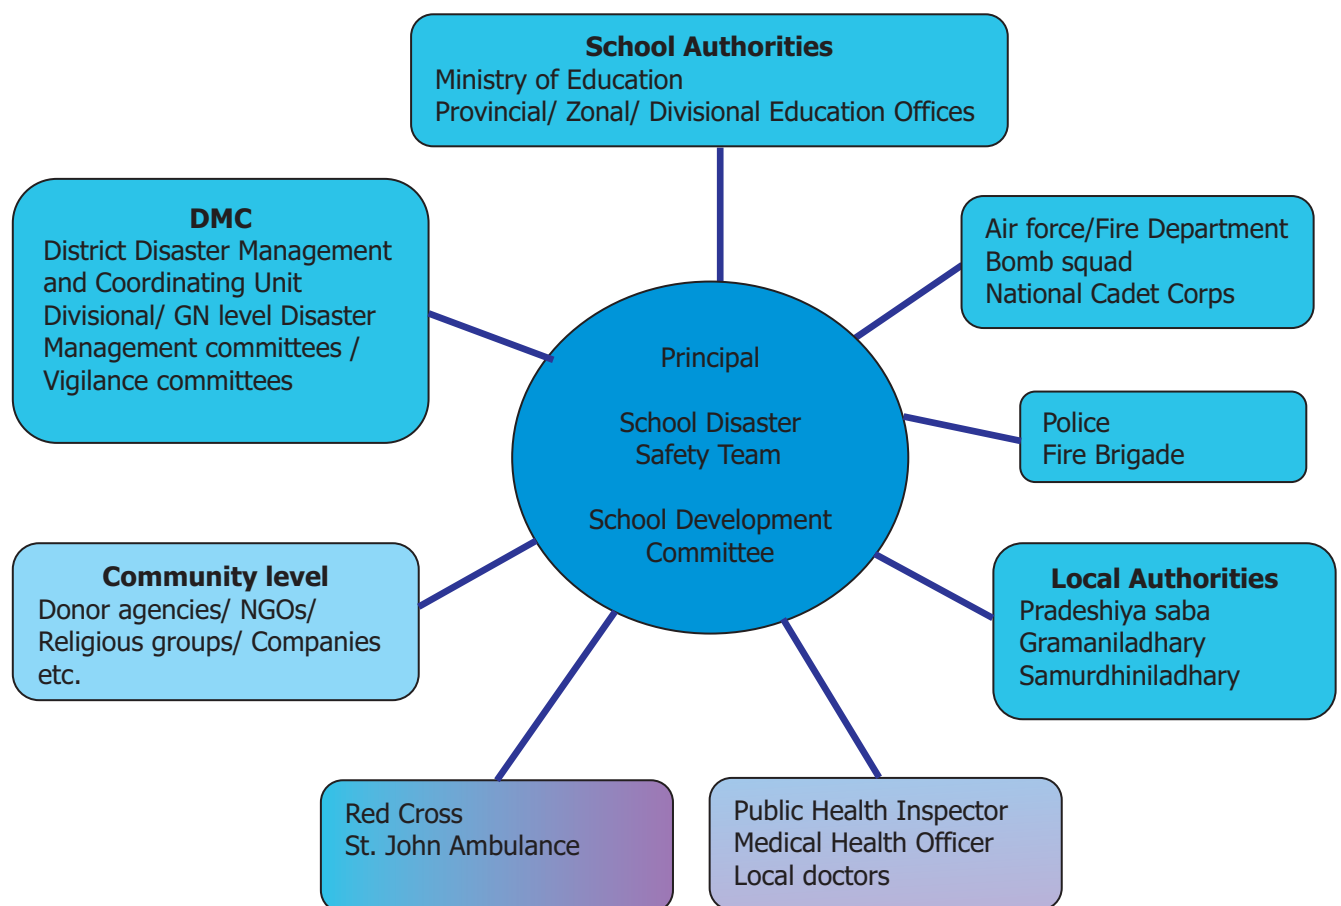 School Authorities
Ministry of Education
Provincial/ Zonal/ Divisional Education Offices
DMC
District Disaster Management
and Coordinating Unit
Divisional/ GN level Disaster
Management committees /
Vigilance committees
Air force/Fire Department
Bomb squad
National Cadet Corps
Principal
School Disaster
Safety Team
School Development
Committee
Police
Fire Brigade
Community level
Donor agencies/ NGOs/
Religious groups/ Companies
etc.
Local Authorities
Pradeshiya saba
Gramaniladhary
Samurdhiniladhary
Red Cross
St. John Ambulance
Public Health Inspector
Medical Health Officer
Local doctors